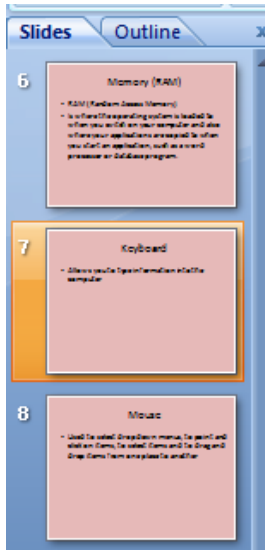 Slides Outline x
6
Memory (RAM)
• RAM (Random Access Memory)
• Is where the operating system is loaded to
when you switch on your computer and also
where your applications are copied to when
you start an application, such as a word
processor or database program.
7
Keyboard
• Allows you to type information into the
computer
8
Mouse
• Used to select drop down menus, to point and
click on items, to select items and to drag and
drop items from one place to another